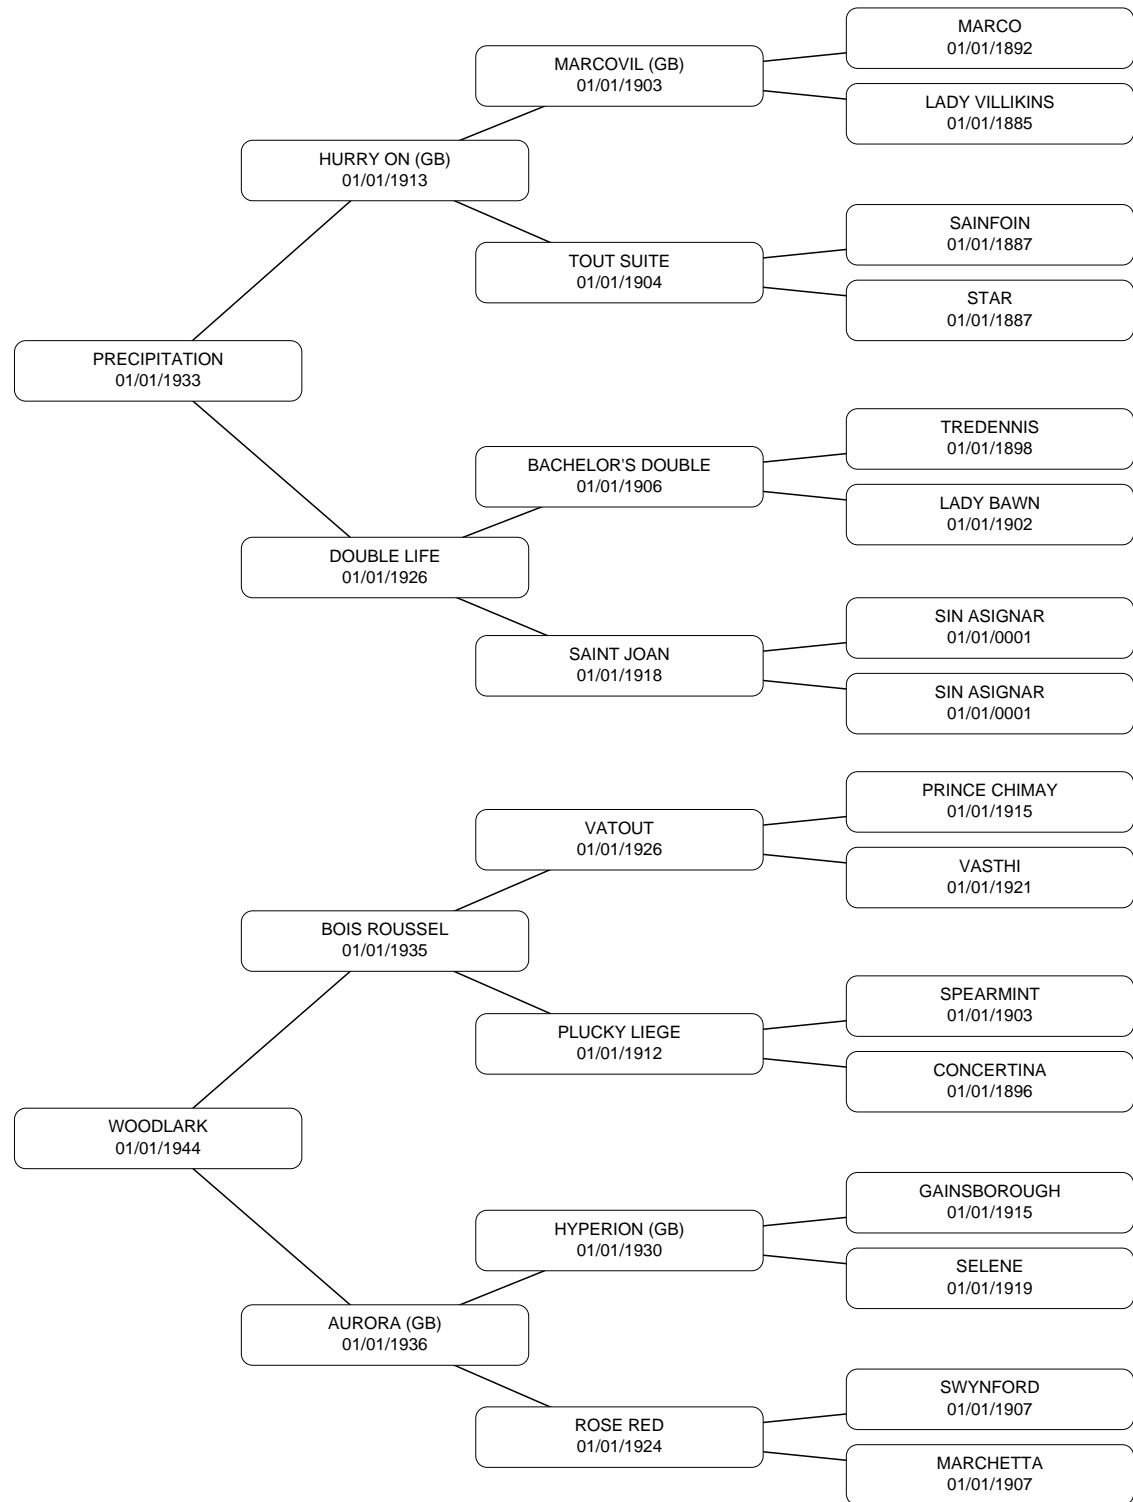 MARCO
01/01/1892
MARCOVIL (GB)
01/01/1903
LADY VILLIKINS
01/01/1885
HURRY ON (GB)
01/01/1913
SAINFOIN
01/01/1887
TOUT SUITE
01/01/1904
STAR
01/01/1887
PRECIPITATION
01/01/1933
TREDENNIS
01/01/1898
BACHELOR'S DOUBLE
01/01/1906
LADY BAWN
01/01/1902
DOUBLE LIFE
01/01/1926
SIN ASIGNAR
01/01/0001
SAINT JOAN
01/01/1918
SIN ASIGNAR
01/01/0001
PRINCE CHIMAY
01/01/1915
VATOUT
01/01/1926
VASTHI
01/01/1921
BOIS ROUSSEL
01/01/1935
SPEARMINT
01/01/1903
PLUCKY LIEGE
01/01/1912
CONCERTINA
01/01/1896
WOODLARK
01/01/1944
GAINSBOROUGH
01/01/1915
HYPERION (GB)
01/01/1930
SELENE
01/01/1919
AURORA (GB)
01/01/1936
SWYNFORD
01/01/1907
ROSE RED
01/01/1924
MARCHETTA
01/01/1907